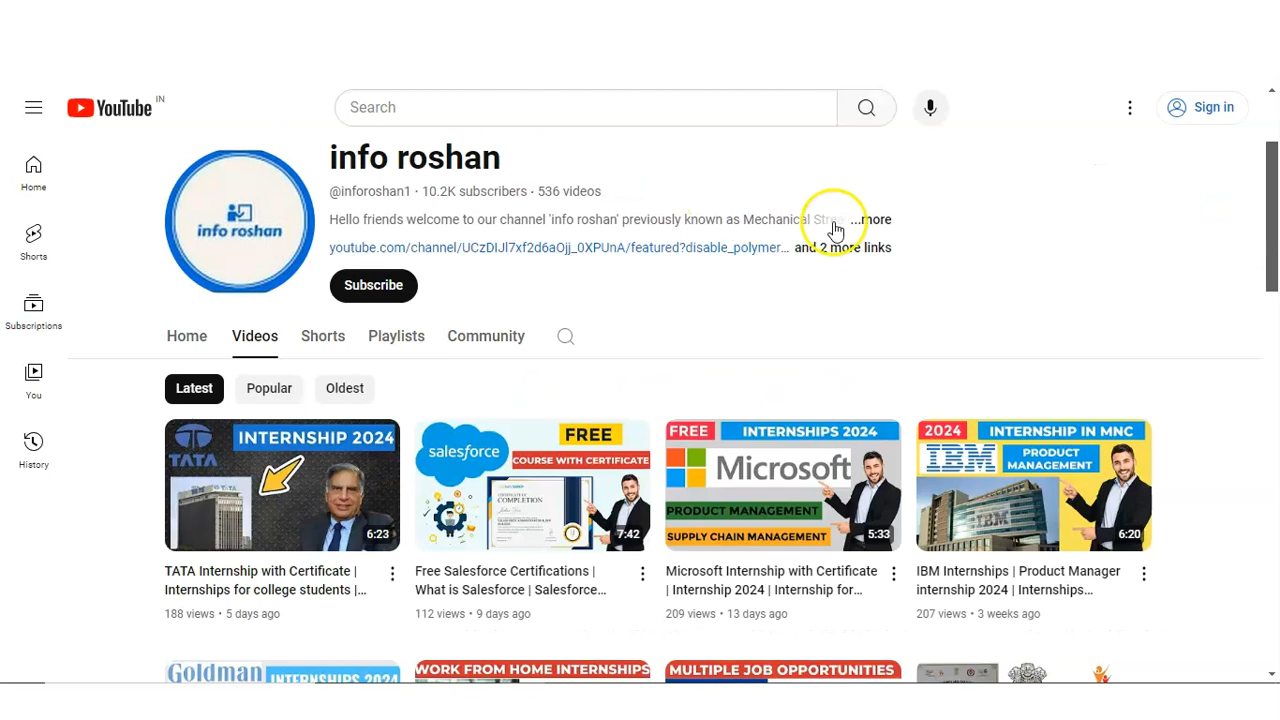 YouTube IN
Search
Sign in
Home
Shorts
Subscriptions
You
History
info roshan
info roshan
@inforoshan1 · 10.2K subscribers · 536 videos
Hello friends welcome to our channel 'info roshan' previously known as Mechanical Stree ...more
youtube.com/channel/UCzDIJl7xf2d6aOjj_0XPUnA/featured?disable_polymer... and 2 more links
Subscribe
Home Videos Shorts Playlists Community
Latest Popular Oldest
TATA
INTERNSHIP 2024
6:23
TATA Internship with Certificate |
Internships for college students |...
188 views · 5 days ago
salesforce
FREE
COURSE WITH CERTIFICATE
COMPLETION
7:42
Free Salesforce Certifications |
What is Salesforce | Salesforce...
112 views · 9 days ago
FREE
INTERNSHIPS 2024
Microsoft
PRODUCT MANAGEMENT
SUPPLY CHAIN MANAGEMENT
5:33
Microsoft Internship with Certificate
| Internship 2024 | Internship for...
209 views · 13 days ago
2024
INTERNSHIP IN MNC
IBM
PRODUCT
MANAGEMENT
IBM
6:20
IBM Internships | Product Manager
internship 2024 | Internships...
207 views · 3 weeks ago
Goldman
INTERNSHIPS 2024
WORK FROM HOME INTERNSHIPS
MULTIPLE JOB OPPORTUNITIES